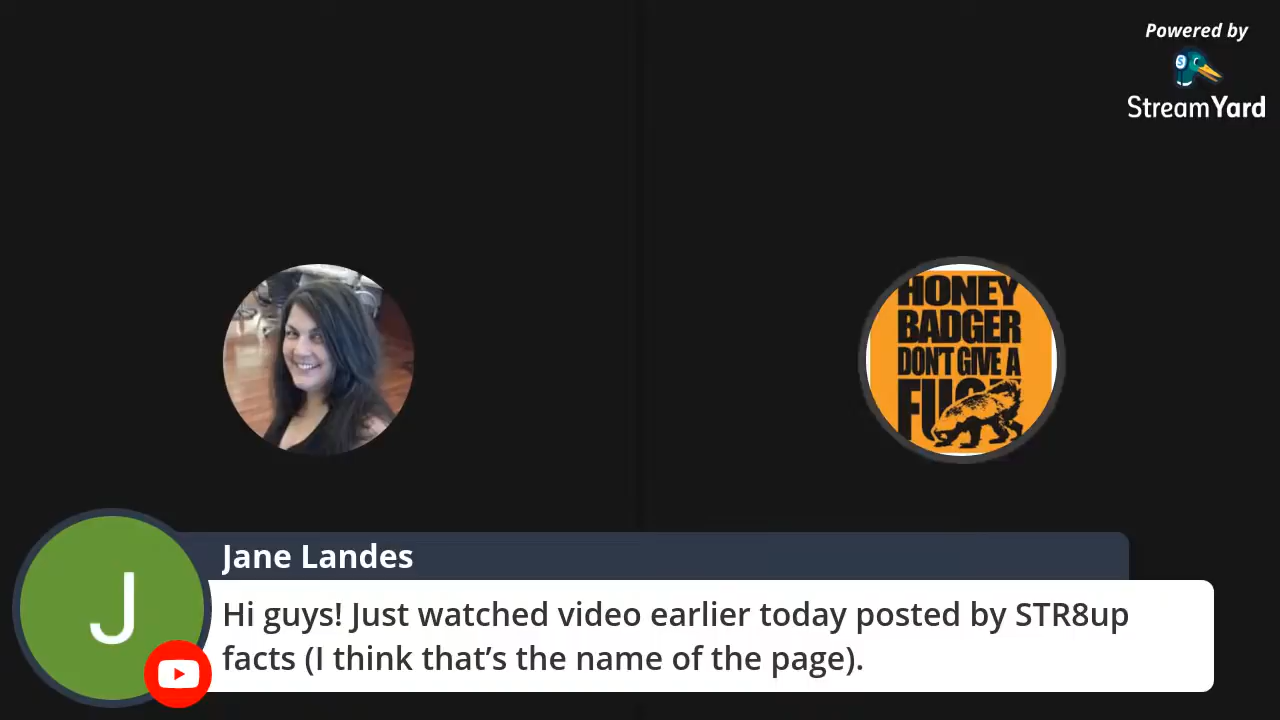 Powered by
S
StreamYard
HONEY
BADGER
DON'T GIVE A
Jane Landes
J
Hi guys! Just watched video earlier today posted by STR8up
facts (I think that’s the name of the page).